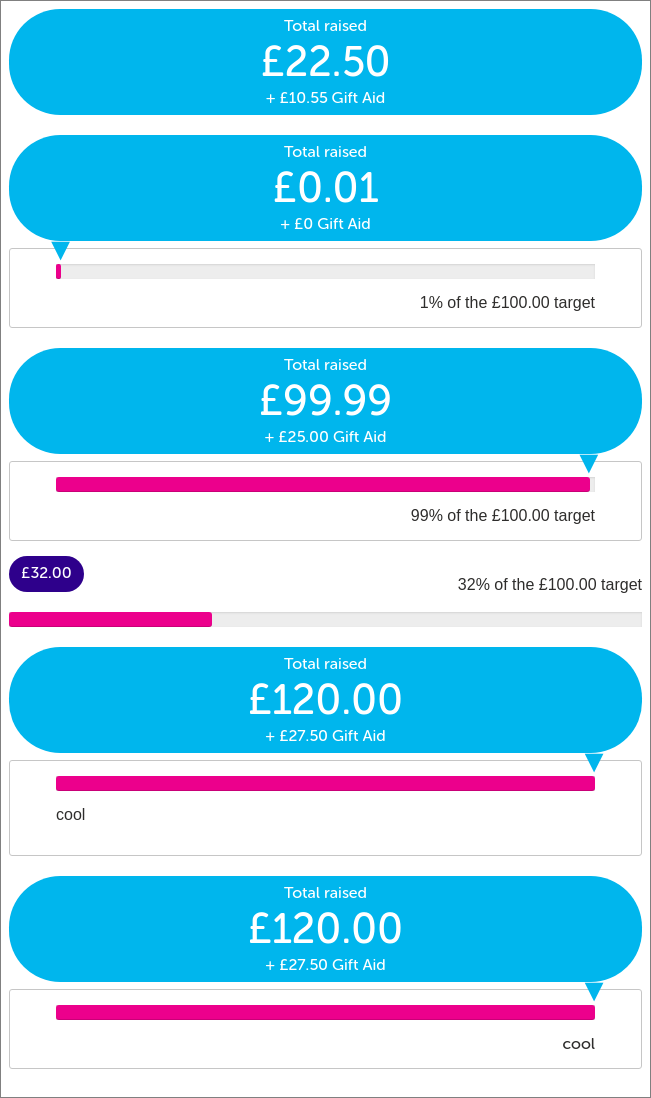 Total raised
£22.50
+ £10.55 Gift Aid
Total raised
£0.01
+ £0 Gift Aid
1% of the £100.00 target
Total raised
£99.99
+ £25.00 Gift Aid
99% of the £100.00 target
£32.00
32% of the £100.00 target
Total raised
£120.00
+ £27.50 Gift Aid
cool
Total raised
£120.00
+ £27.50 Gift Aid
cool